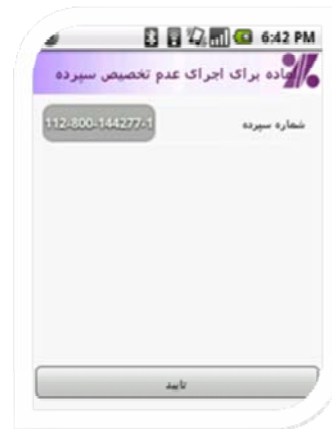 6:42 PM
آماده برای اجرای عدم تخصیص سپرده
شماره سپرده
112-800-144277-1
تایید